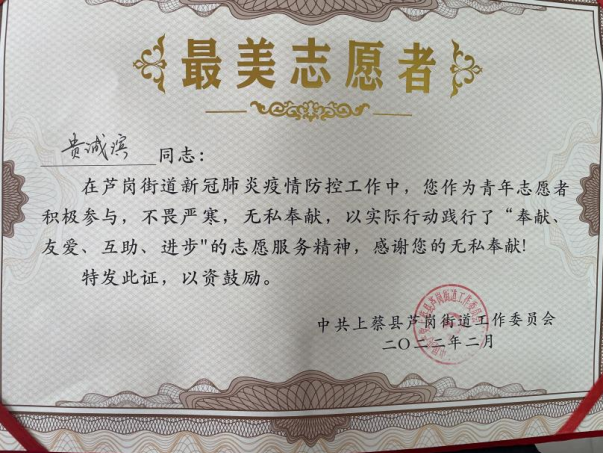 最美志愿者
贵诚滨 同志：
在芦岗街道新冠肺炎疫情防控工作中，您作为青年志愿者
积极参与，不畏严寒，无私奉献，以实际行动践行了“奉献、
友爱、互助、进步"的志愿服务精神，感谢您的无私奉献!
特发此证，以资鼓励。
中共上蔡县芦岗街道工作委员会
二〇二二年二月